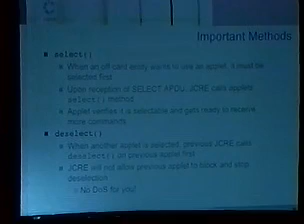 Important Methods
select()
When an off card entity wants to use an applet, it must be
selected first
Upon reception of SELECT APDU, JCRE calls applets
select() method
Applet verifies it is selectable and gets ready to receive
more commands
deselect()
When another applet is selected, previous JCRE calls
deselect() on previous applet first
JCRE will not allow previous applet to block and stop
deselection
No DoS for you!